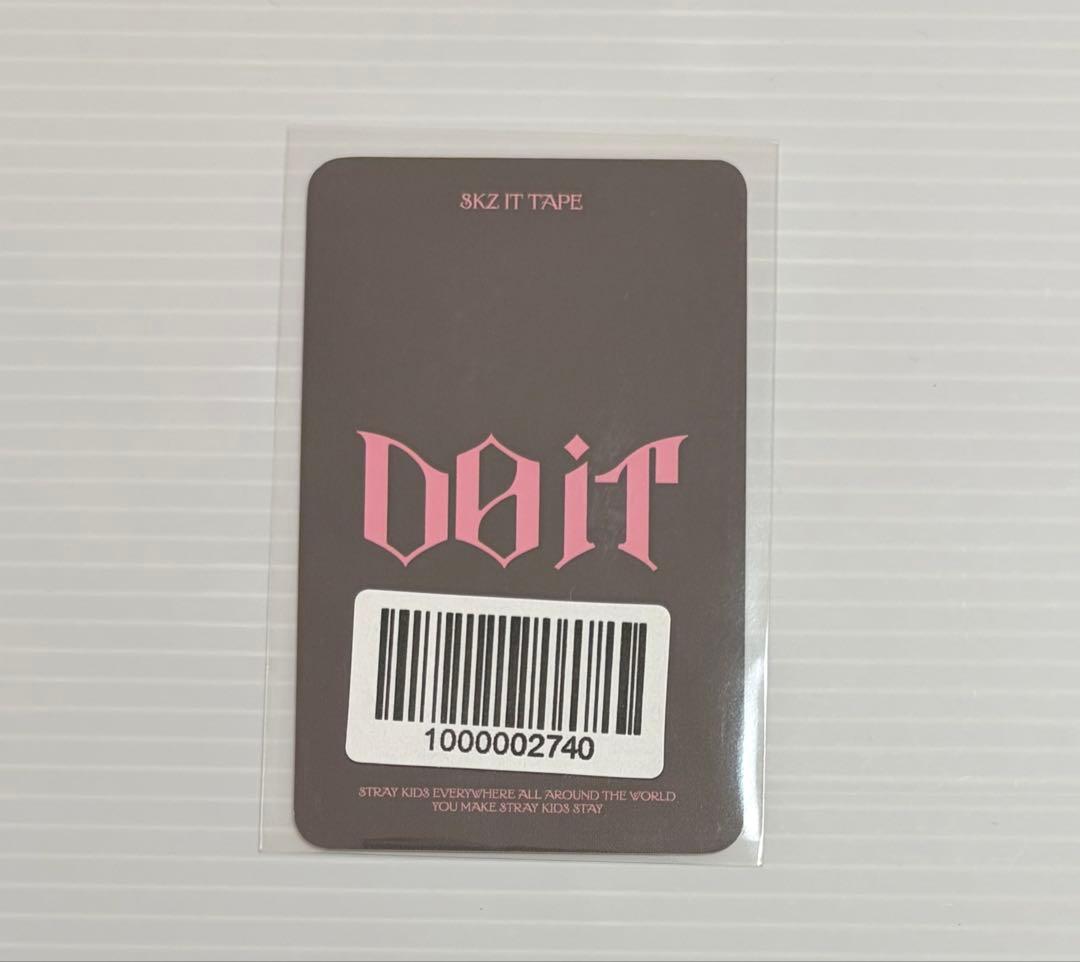 SKZ IT TAPE
DO iT
1000002740
STRAY KIDS EVERYWHERE ALL AROUND THE WORLD
YOU MAKE STRAY KIDS STAY